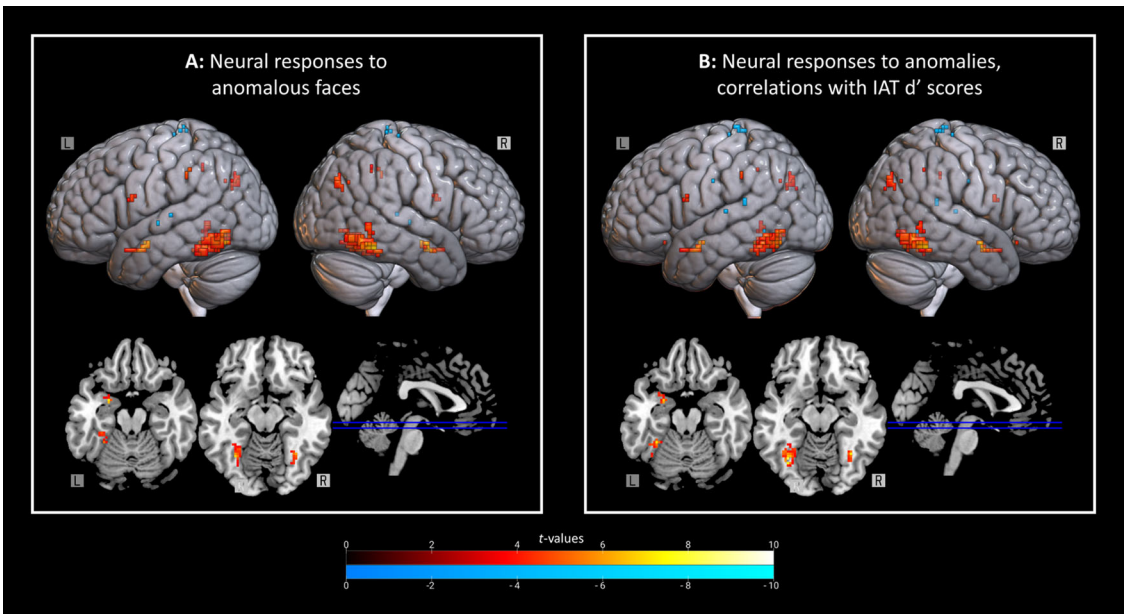 A: Neural responses to
anomalous faces
L
R
L
R
B: Neural responses to anomalies,
correlations with IAT d' scores
L
R
L
R
t-values
0 2 4 6 8 10
0 -2 -4 -6 -8 -10